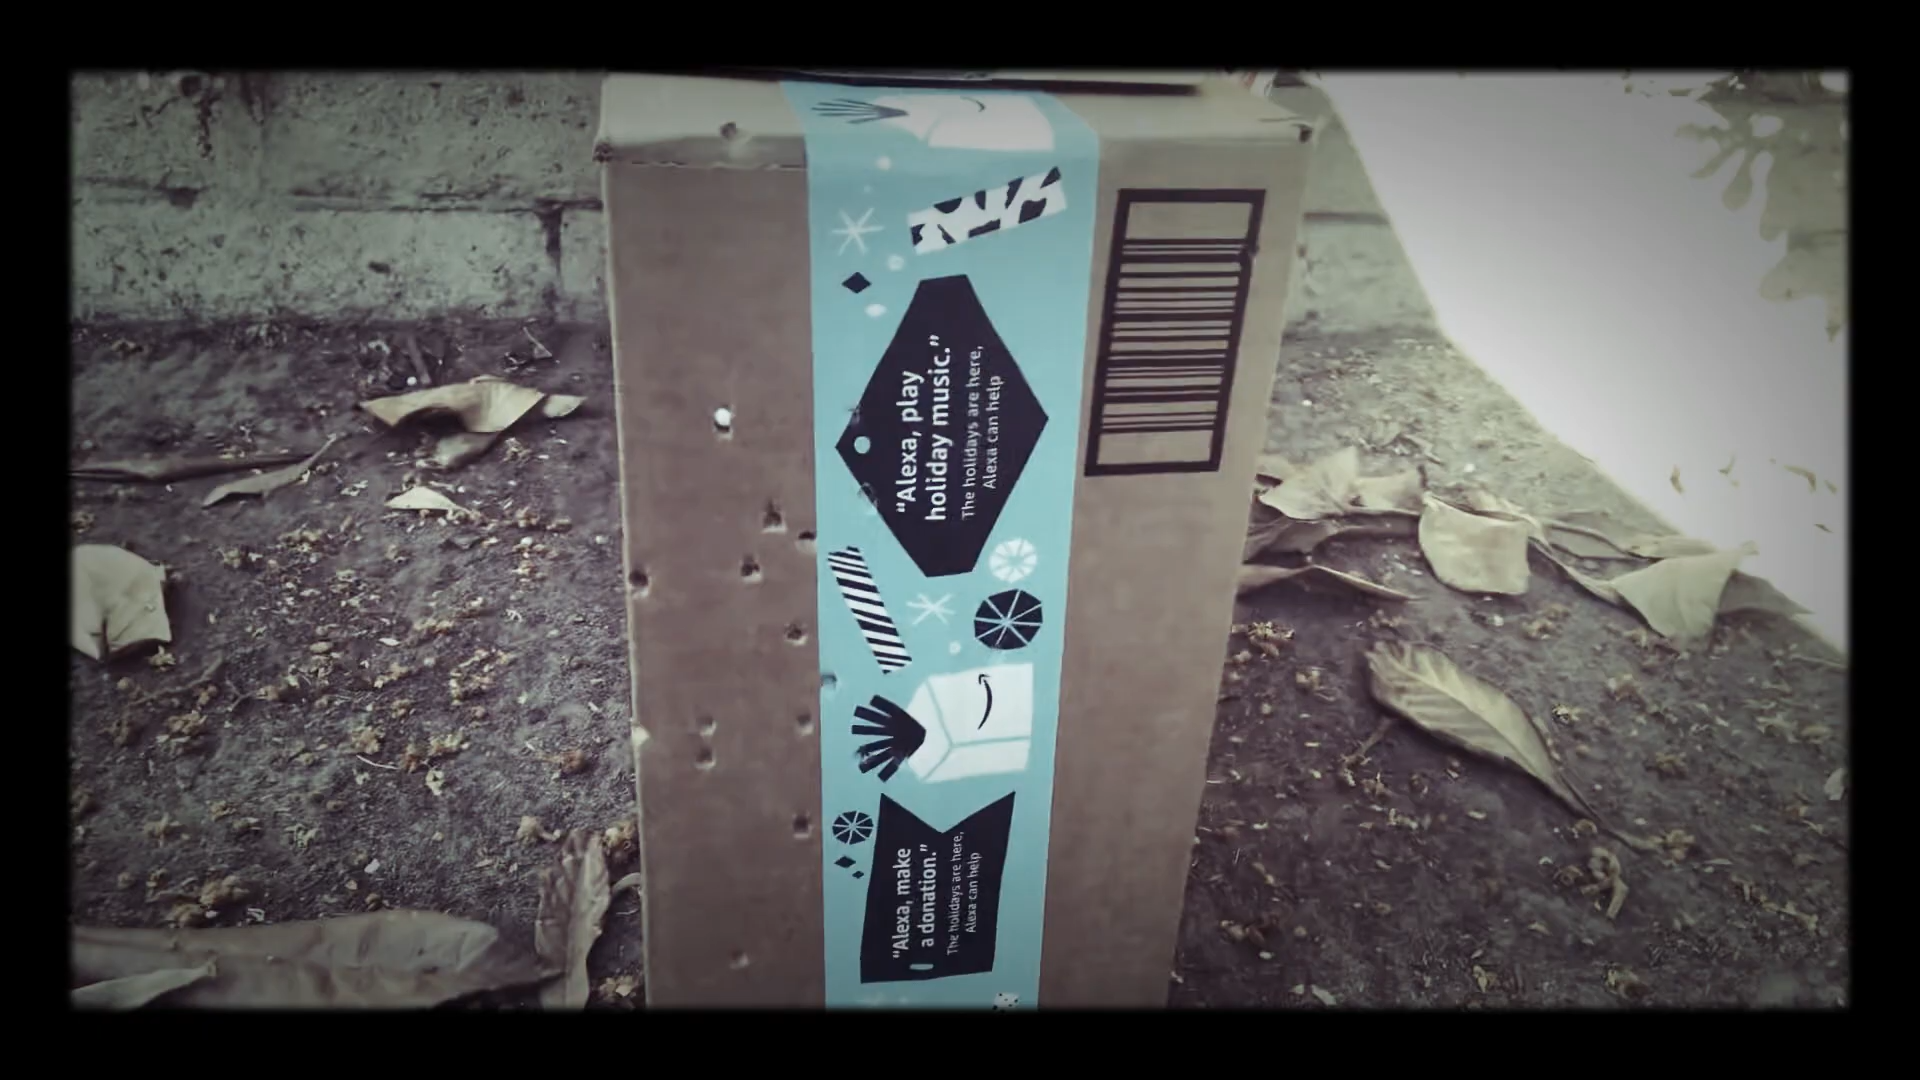 "Alexa, play
holiday music."
The holidays are here,
Alexa can help
"Alexa, make
a donation."
The holidays are here,
Alexa can help